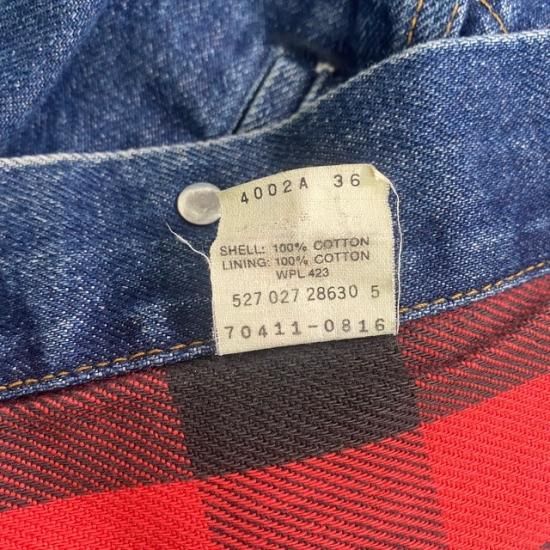 4002A 36
SHELL: 100% COTTON
LINING: 100% COTTON
WPL 423
527 027 28630 5
70411-0816